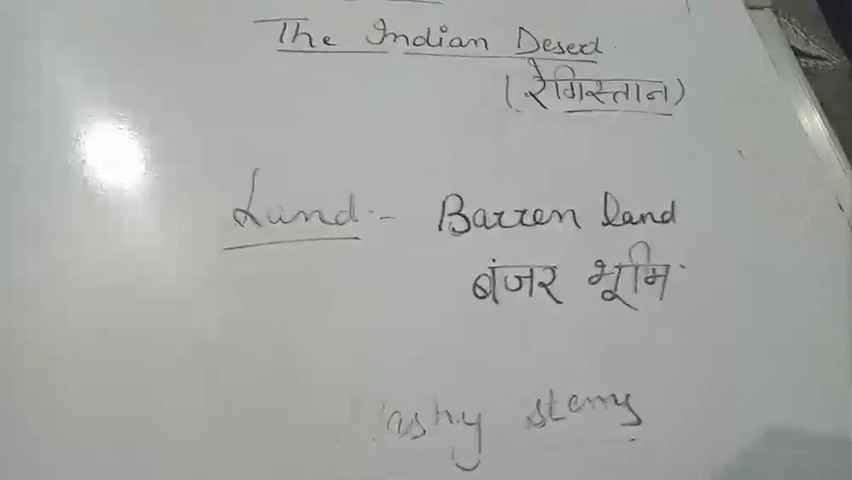 The Indian Desert
(रेगिस्तान)
Land:- Barren land
बंजर भूमि
stems